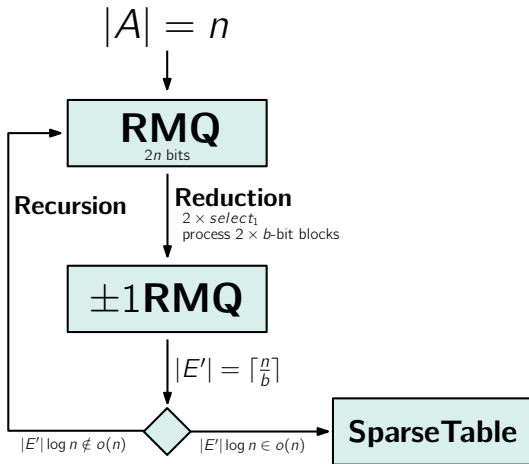 |A| = n
RMQ
2n bits
Recursion
Reduction
2 × select₁
process 2 × b-bit blocks
±1RMQ
|E′| = ⌈n/b⌉
|E′| log n ∉ o(n)
|E′| log n ∈ o(n)
SparseTable